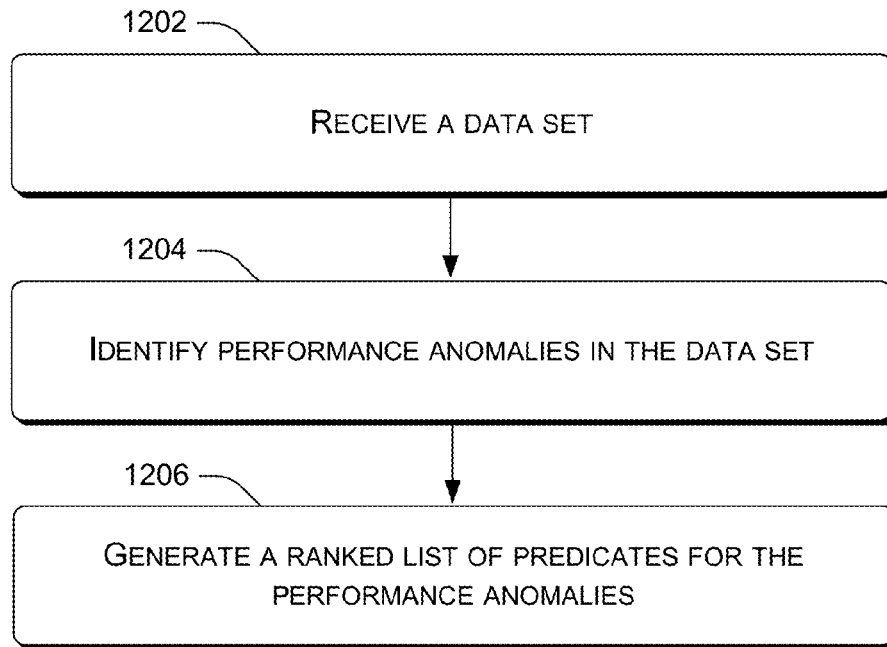 1202
RECEIVE A DATA SET
1204
IDENTIFY PERFORMANCE ANOMALIES IN THE DATA SET
1206
GENERATE A RANKED LIST OF PREDICATES FOR THE
PERFORMANCE ANOMALIES